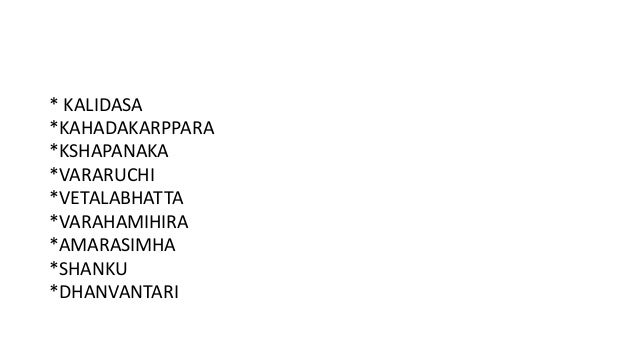 * KALIDASA
*KAHADAKARPPARA
*KSHAPANAKA
*VARARUCHI
*VETALABHATTA
*VARAHAMIHIRA
*AMARASIMHA
*SHANKU
*DHANVANTARI